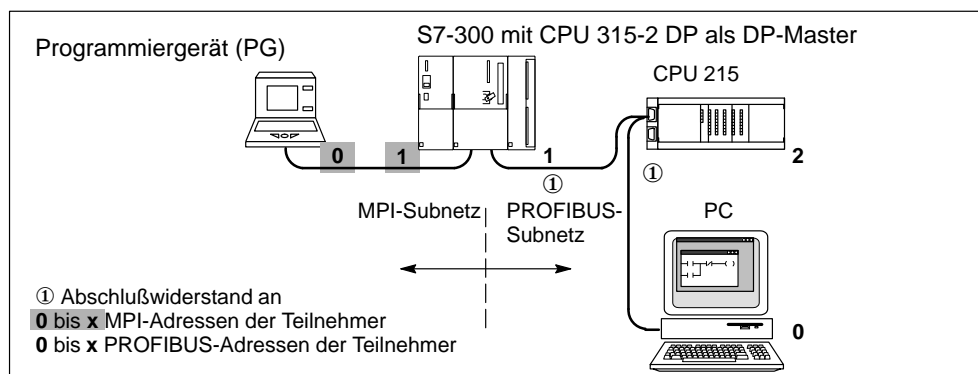 Programmiergerät (PG)
S7-300 mit CPU 315-2 DP als DP-Master
CPU 215
0
1
1
2
①
①
MPI-Subnetz
PROFIBUS-
Subnetz
PC
① Abschlußwiderstand an
0 bis x MPI-Adressen der Teilnehmer
0 bis x PROFIBUS-Adressen der Teilnehmer
0